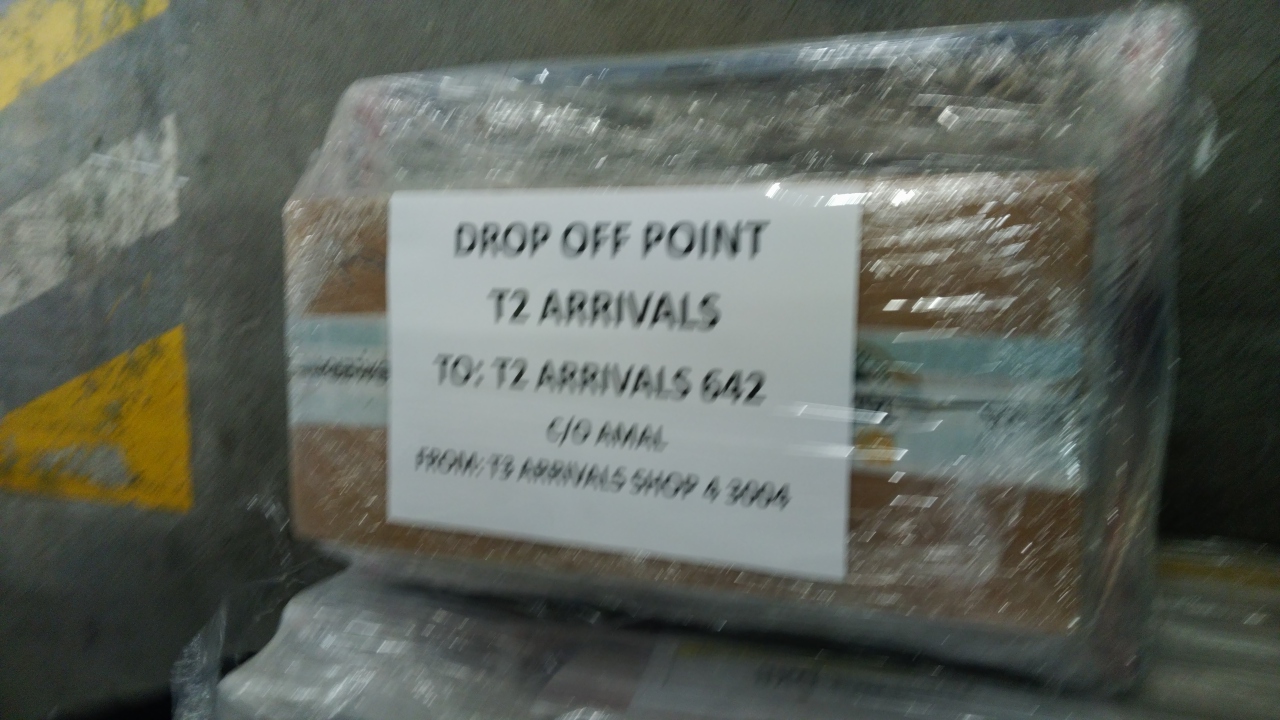 DROP OFF POINT
T2 ARRIVALS
TO: T2 ARRIVALS 642
C/O AMAL
FROM: T3 ARRIVALS SHOP 4 3004